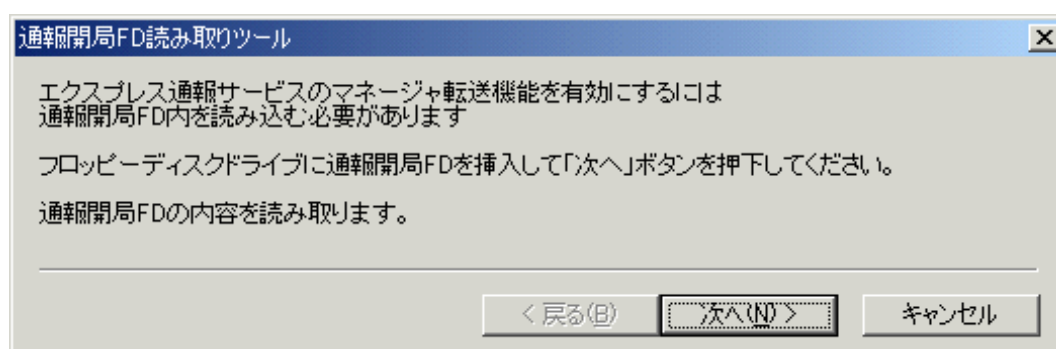 通報開局FD読み取りツール
エクスプレス通報サービスのマネージャ転送機能を有効にするには
通報開局FD内を読み込む必要があります
フロッピーディスクドライブに通報開局FDを挿入して「次へ」ボタンを押下してください。
通報開局FDの内容を読み取ります。
< 戻る(B) 次へ(N) > キャンセル